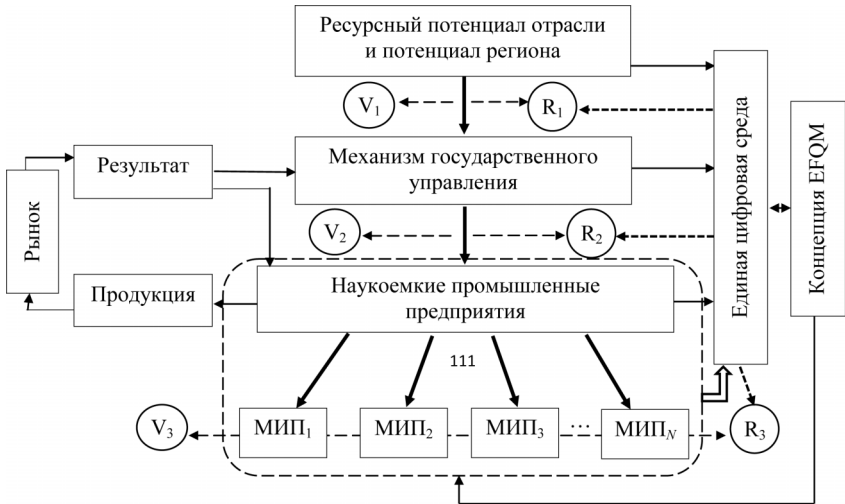 Ресурсный потенциал отрасли
и потенциал региона
V₁
R₁
Механизм государственного
управления
Результат
Рынок
Продукция
V₂
R₂
Наукоемкие промышленные
предприятия
111
V₃
МИП₁
МИП₂
МИП₃
...
МИПN
R₃
Единая цифровая среда
Концепция EFQM